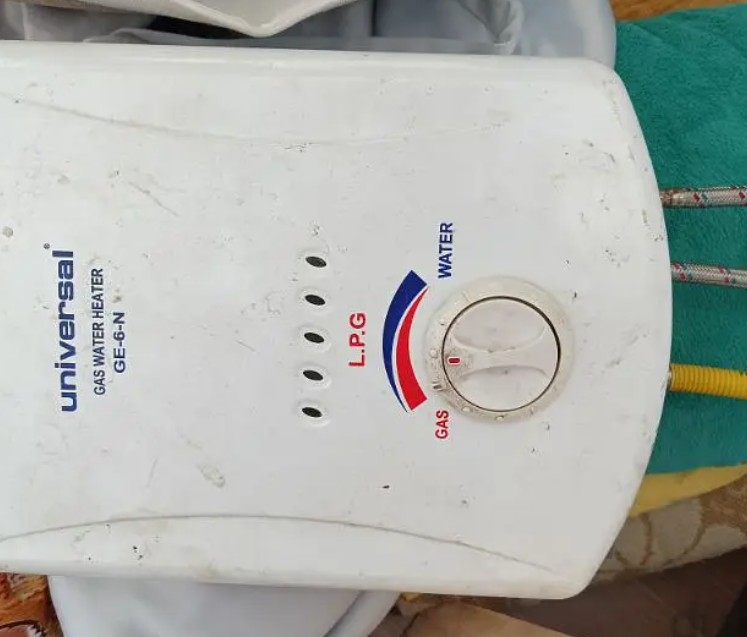 universal®
GAS WATER HEATER
GE-6-N
L.P.G
GAS
WATER